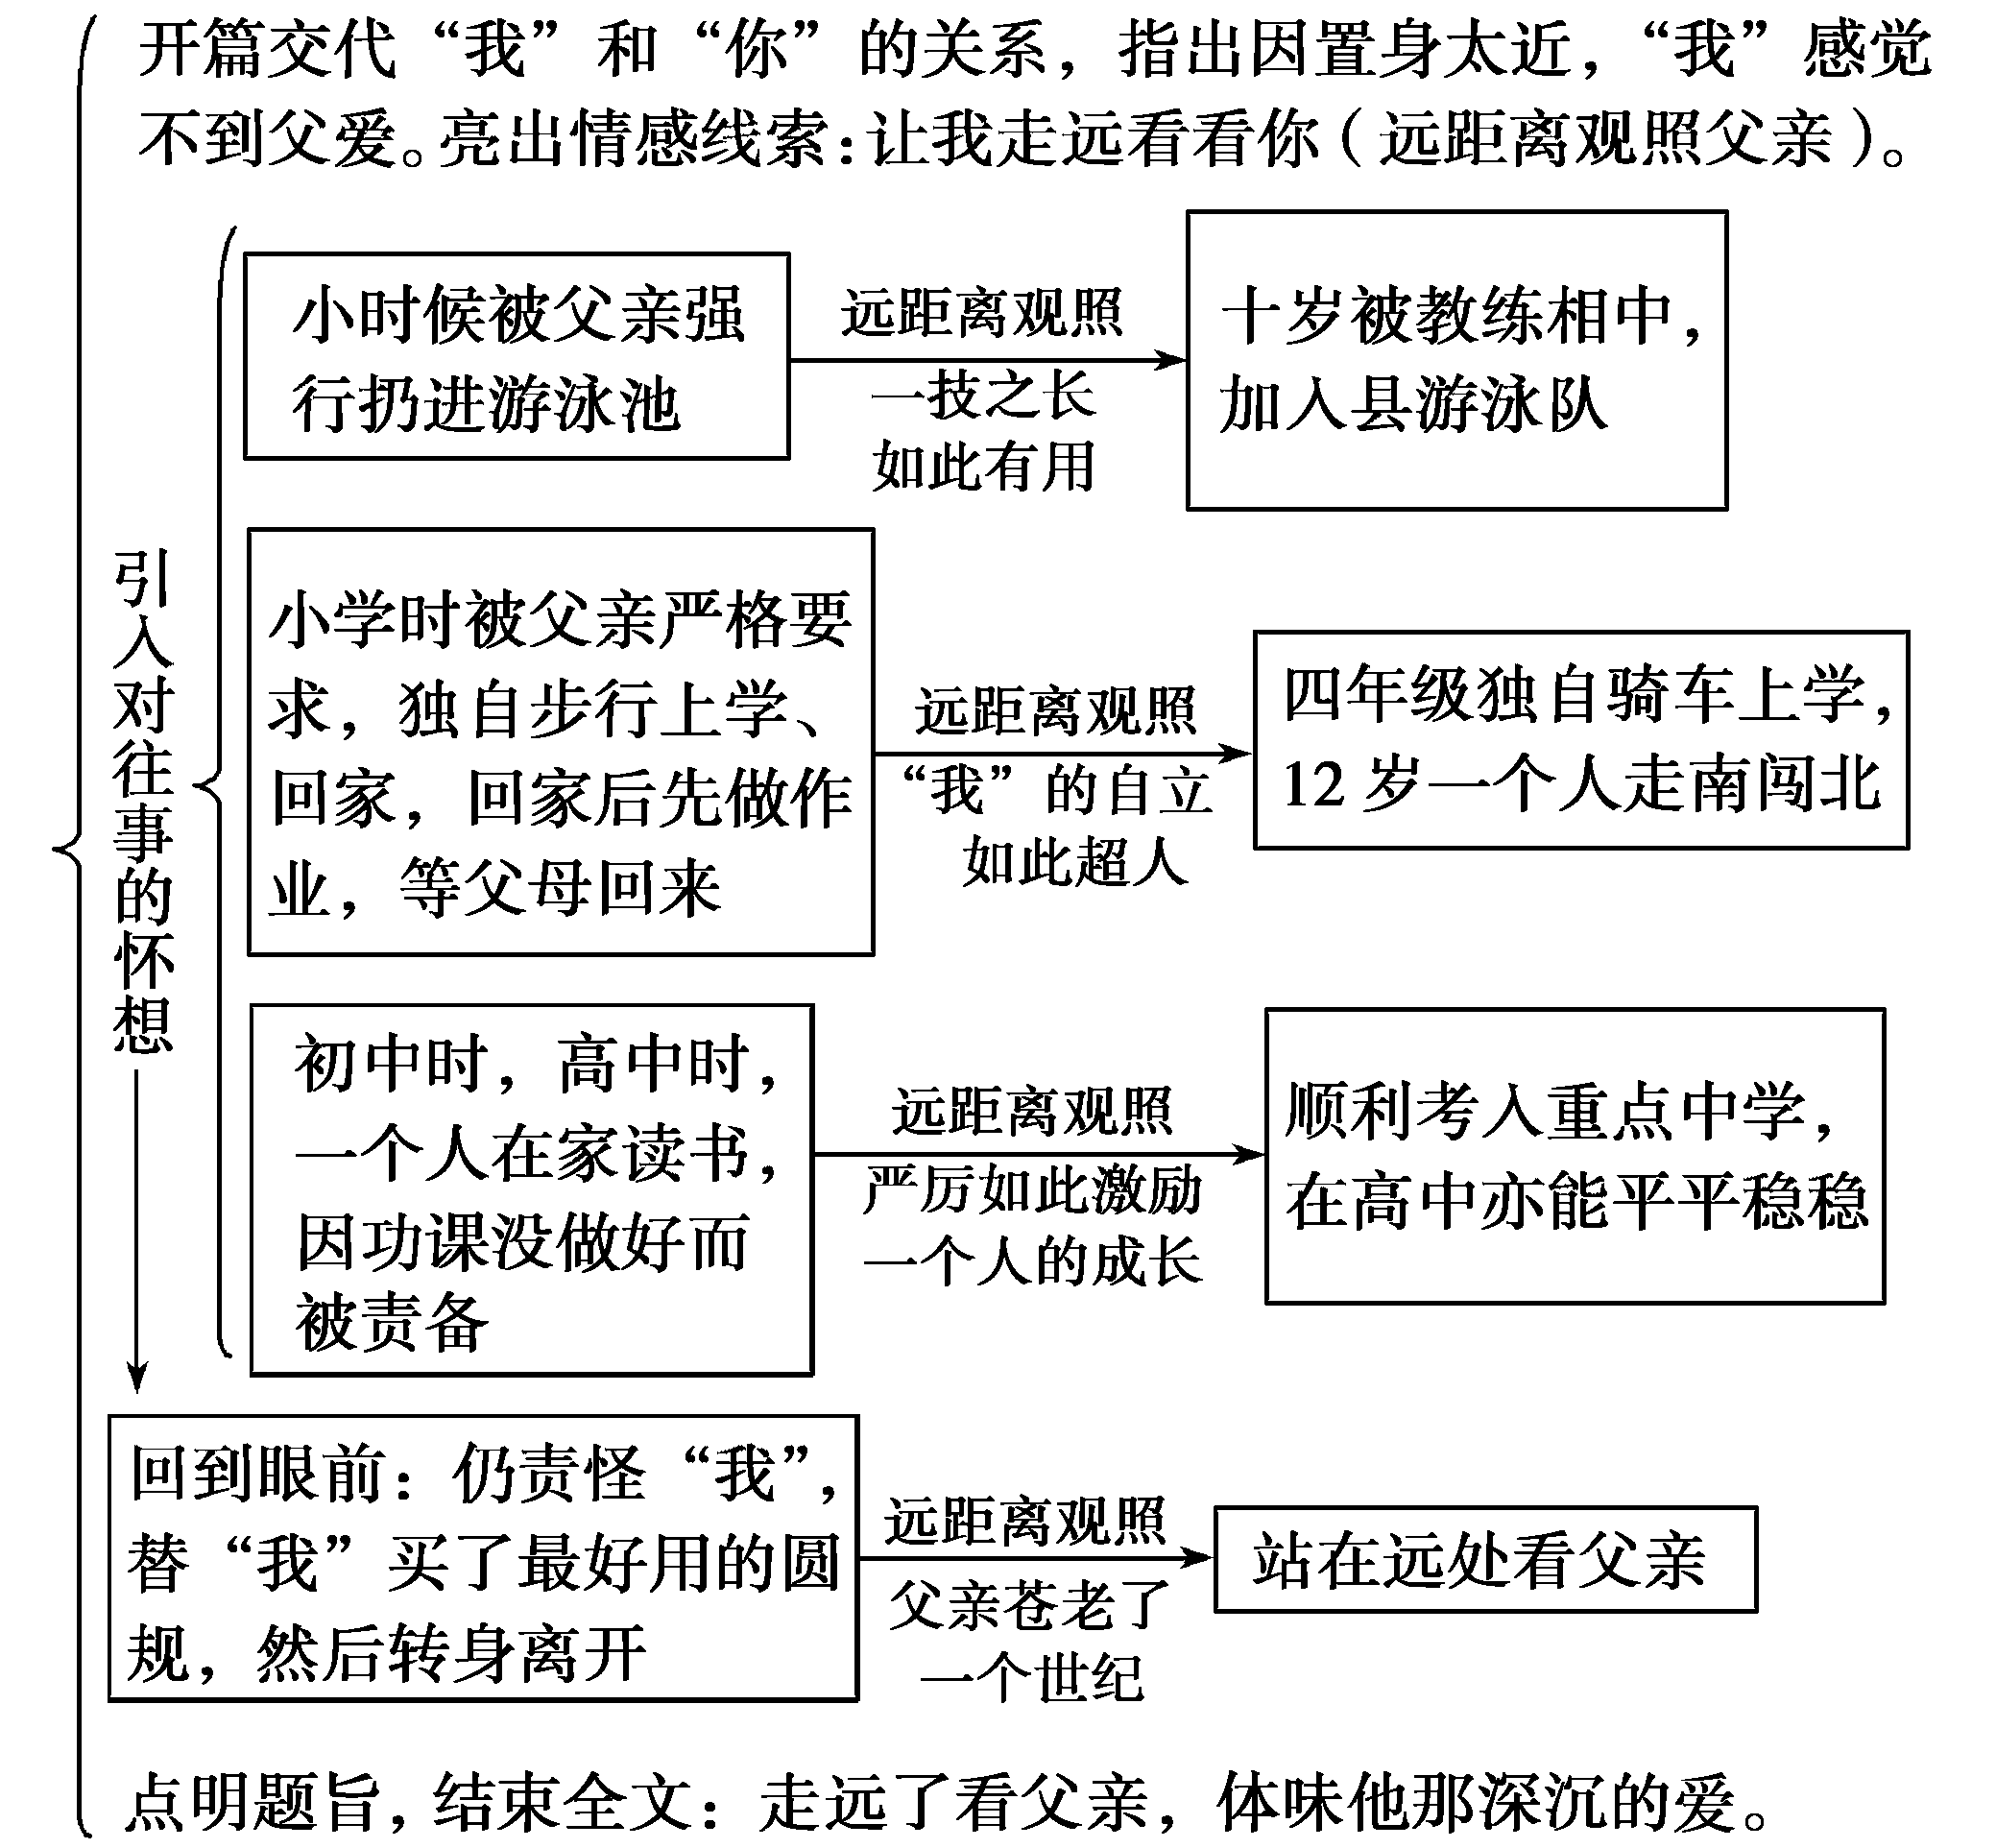 开篇交代“我”和“你”的关系，指出因置身太近，“我”感觉
不到父爱。亮出情感线索：让我走远看看你（远距离观照父亲）。
引入对往事的怀想
小时候被父亲强
行扔进游泳池
远距离观照
一技之长
如此有用
十岁被教练相中，
加入县游泳队
小学时被父亲严格要
求，独自步行上学、
回家，回家后先做作
业，等父母回来
远距离观照
“我”的自立
如此超人
四年级独自骑车上学，
12岁一个人走南闯北
初中时，高中时，
一个人在家读书，
因功课没做好而
被责备
远距离观照
严厉如此激励
一个人的成长
顺利考入重点中学，
在高中亦能平平稳稳
回到眼前：仍责怪“我”，
替“我”买了最好用的圆
规，然后转身离开
远距离观照
父亲苍老了
一个世纪
站在远处看父亲
点明题旨，结束全文：走远了看父亲，体味他那深沉的爱。